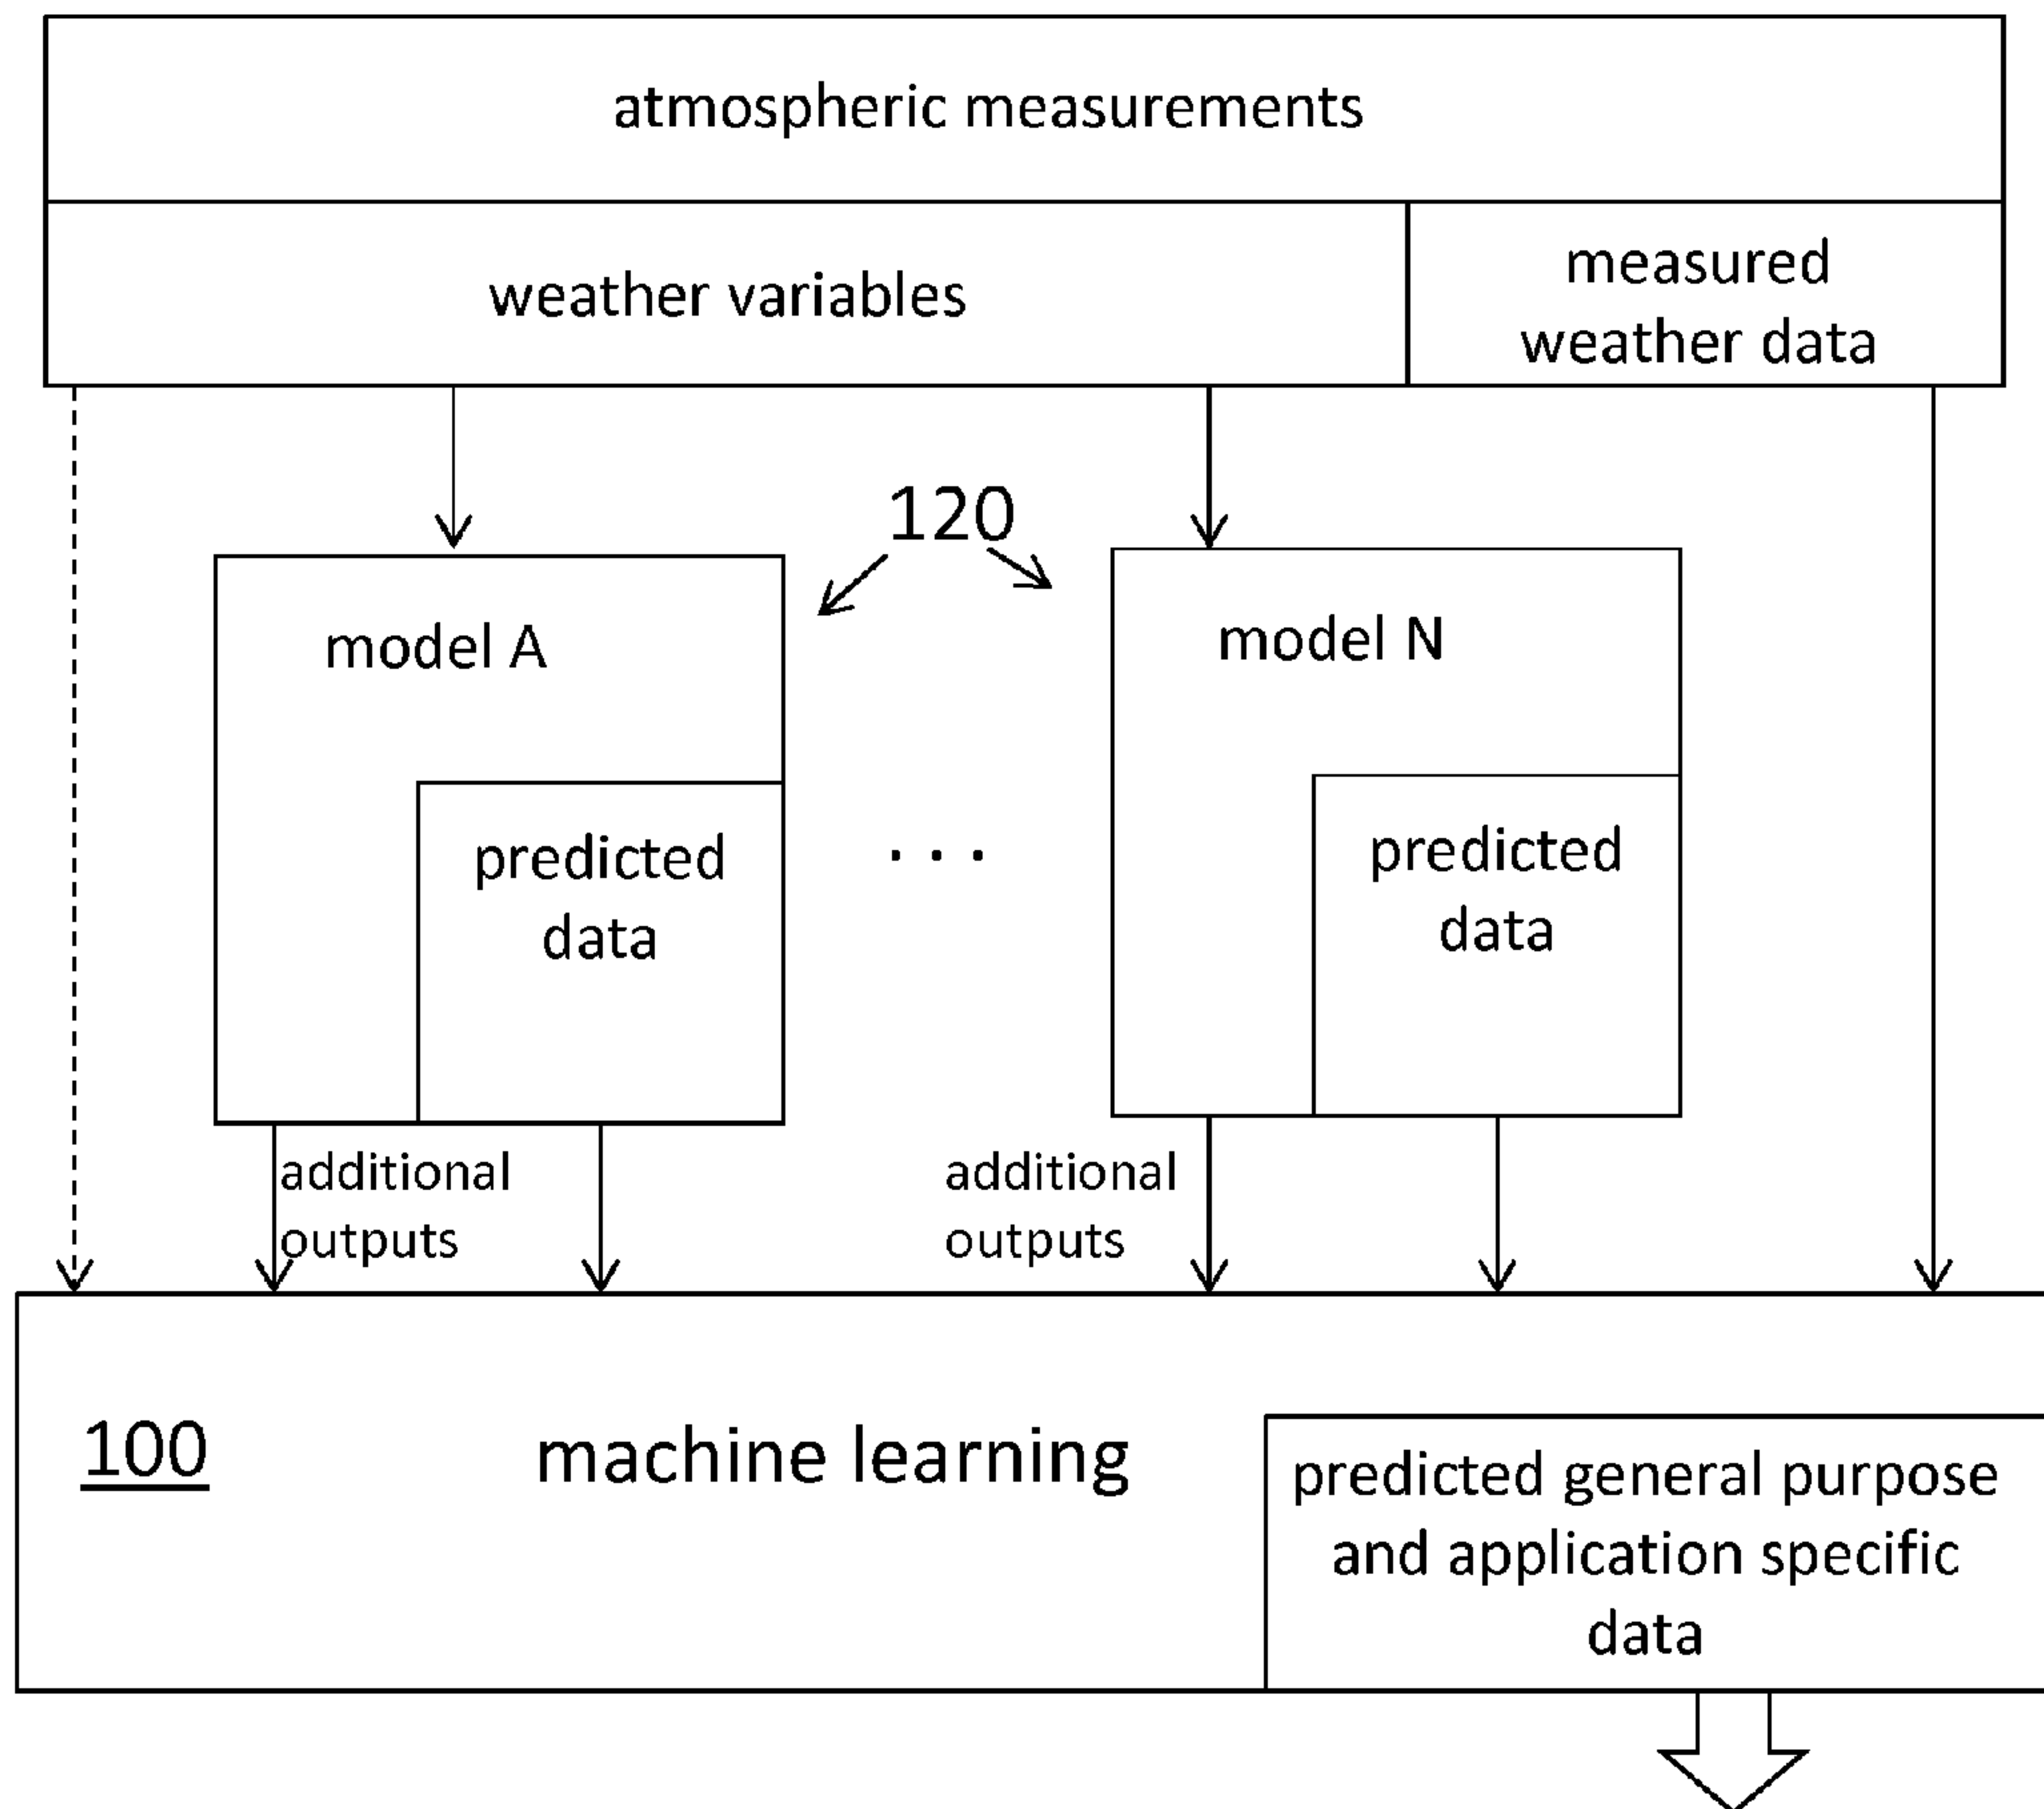 atmospheric measurements
weather variables
measured
weather data
120
model A
model N
predicted
data
. . .
predicted
data
additional
outputs
additional
outputs
100
machine learning
predicted general purpose
and application specific
data